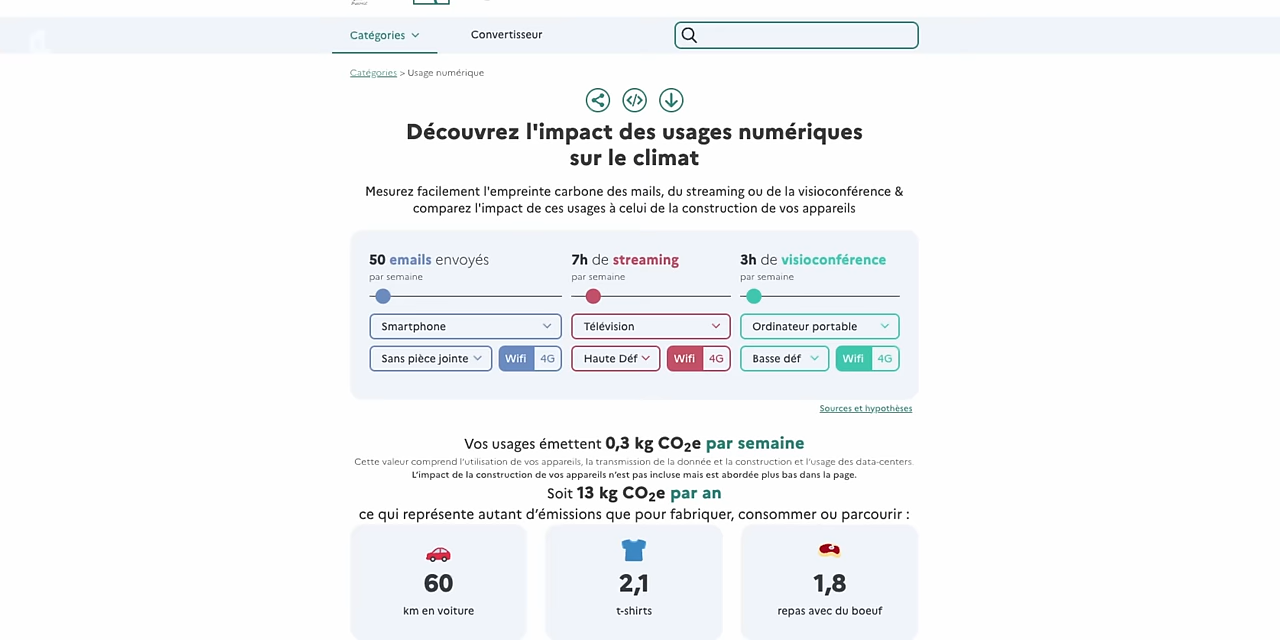 Catégories
Convertisseur
Catégories > Usage numérique
Découvrez l'impact des usages numériques
sur le climat
Mesurez facilement l'empreinte carbone des mails, du streaming ou de la visioconférence &
comparez l'impact de ces usages à celui de la construction de vos appareils
50 emails envoyés
par semaine
Smartphone
Sans pièce jointe
Wifi 4G
7h de streaming
par semaine
Télévision
Haute Déf
Wifi 4G
3h de visioconférence
par semaine
Ordinateur portable
Basse déf
Wifi 4G
Sources et hypothèses
Vos usages émettent 0,3 kg CO₂e par semaine
Cette valeur comprend l'utilisation de vos appareils, la transmission de la donnée et la construction et l'usage des data-centers.
L'impact de la construction de vos appareils n'est pas incluse mais est abordée plus bas dans la page.
Soit 13 kg CO₂e par an
ce qui représente autant d'émissions que pour fabriquer, consommer ou parcourir :
60
km en voiture
2,1
t-shirts
1,8
repas avec du boeuf